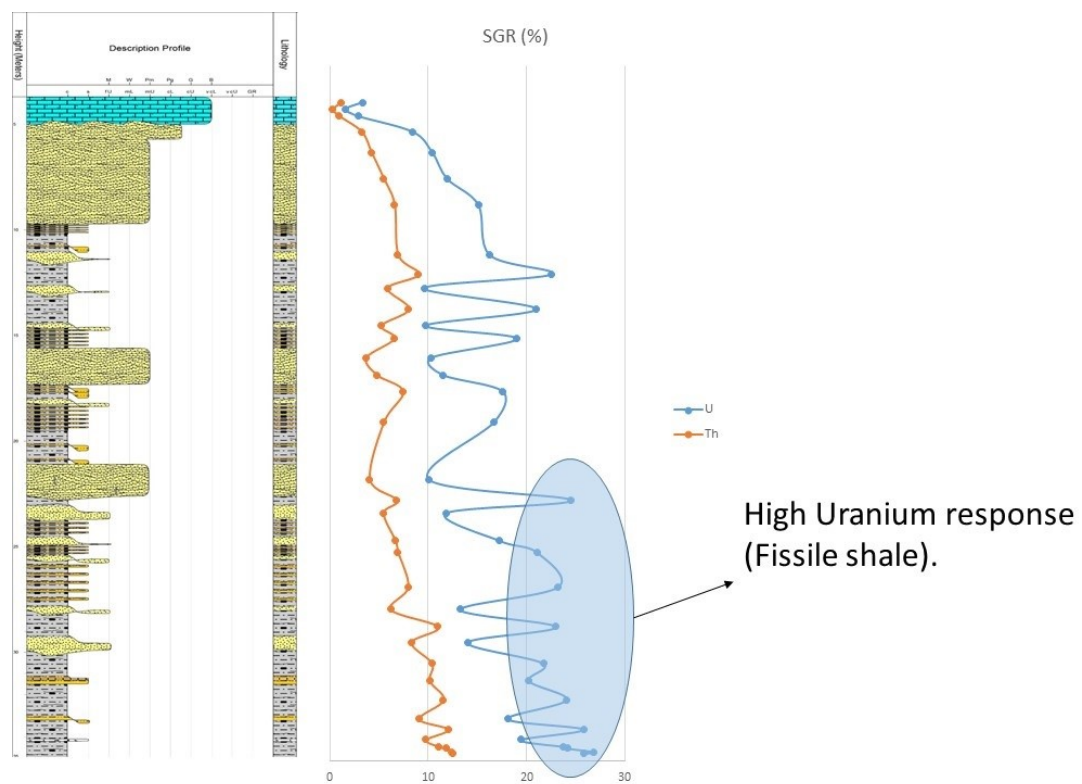 Height (Meters)
Description Profile
Lithology
SGR (%)
U
Th
High Uranium response
(Fissile shale).
0 10 20 30